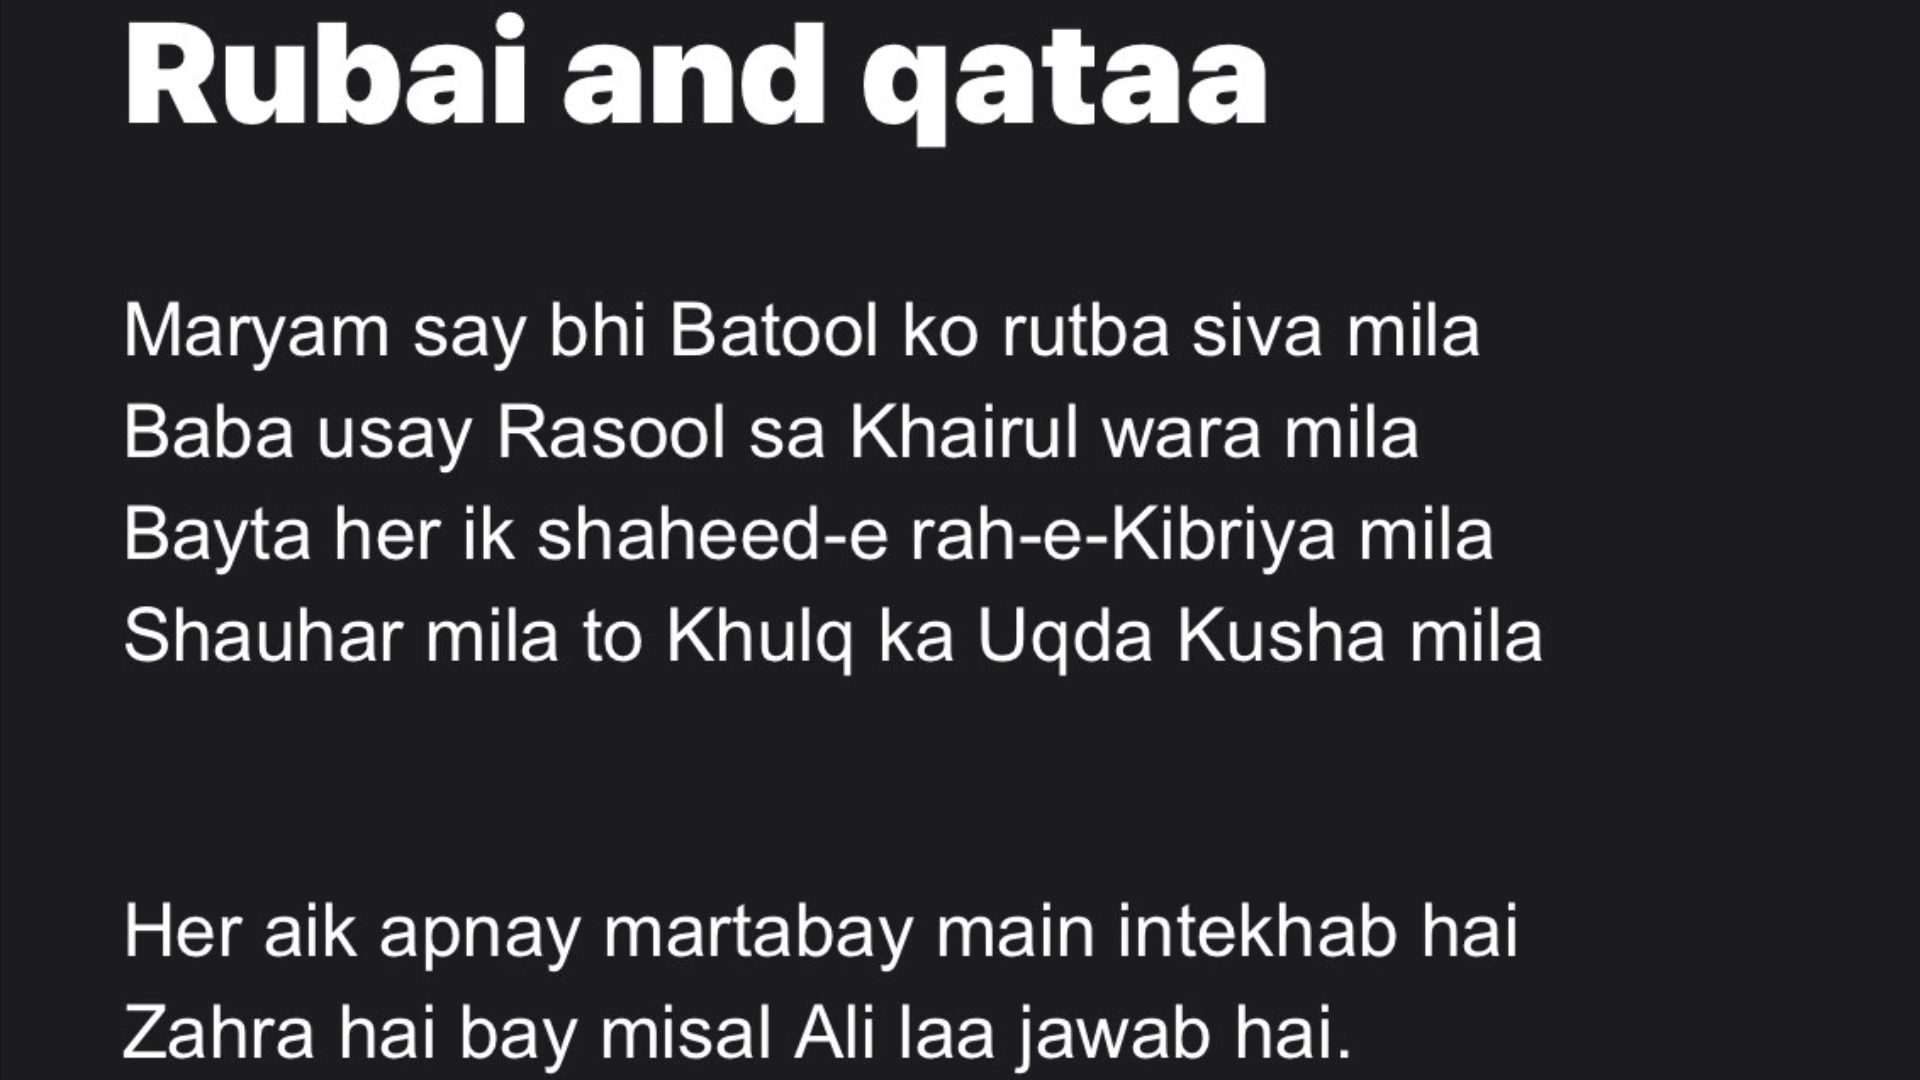 Rubai and qataa
Maryam say bhi Batool ko rutba siva mila
Baba usay Rasool sa Khairul wara mila
Bayta her ik shaheed-e rah-e-Kibriya mila
Shauhar mila to Khulq ka Uqda Kusha mila
Her aik apnay martabay main intekhab hai
Zahra hai bay misal Ali laa jawab hai.